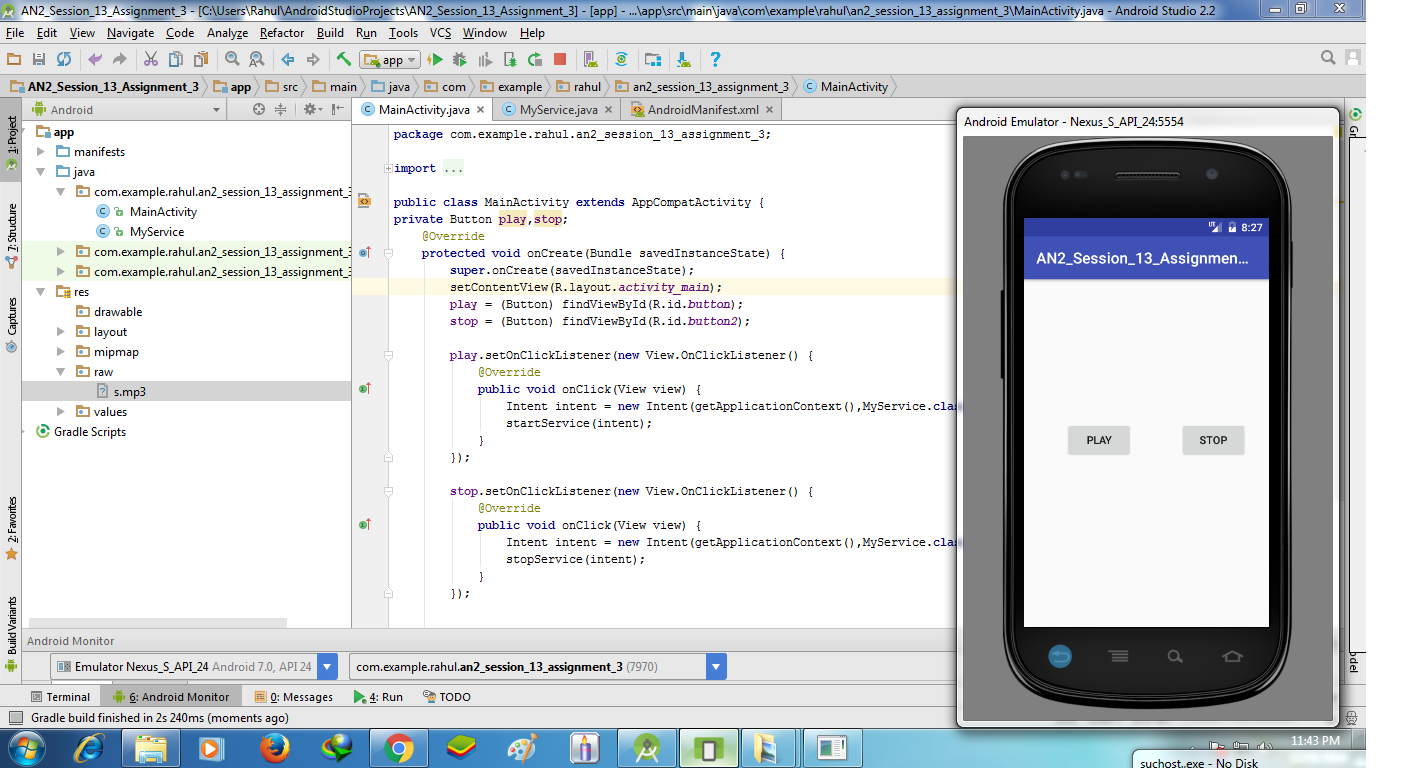 AN2_Session_13_Assignment_3 - [C:\Users\Rahul\AndroidStudioProjects\AN2_Session_13_Assignment_3] - [app] - ...\app\src\main\java\com\example\rahul\an2_session_13_assignment_3\MainActivity.java - Android Studio 2.2
File Edit View Navigate Code Analyze Refactor Build Run Tools VCS Window Help
app
AN2_Session_13_Assignment_3 app src main java com example rahul an2_session_13_assignment_3 MainActivity
Android
MainActivity.java MyService.java AndroidManifest.xml
1: Project
7: Structure
Captures
2: Favorites
Build Variants
app
manifests
java
com.example.rahul.an2_session_13_assignment_3
MainActivity
MyService
com.example.rahul.an2_session_13_assignment_3
com.example.rahul.an2_session_13_assignment_3
res
drawable
layout
mipmap
raw
s.mp3
values
Gradle Scripts
package com.example.rahul.an2_session_13_assignment_3;
import ...
public class MainActivity extends AppCompatActivity {
private Button play,stop;
@Override
protected void onCreate(Bundle savedInstanceState) {
super.onCreate(savedInstanceState);
setContentView(R.layout.activity_main);
play = (Button) findViewById(R.id.button);
stop = (Button) findViewById(R.id.button2);
play.setOnClickListener(new View.OnClickListener() {
@Override
public void onClick(View view) {
Intent intent = new Intent(getApplicationContext(),MyService.clas
startService(intent);
}
});
stop.setOnClickListener(new View.OnClickListener() {
@Override
public void onClick(View view) {
Intent intent = new Intent(getApplicationContext(),MyService.clas
stopService(intent);
}
});
Android Emulator - Nexus_S_API_24:5554
8:27
AN2_Session_13_Assignmen...
PLAY STOP
Gr
odel
Android Monitor
Emulator Nexus_S_API_24 Android 7.0, API 24
com.example.rahul.an2_session_13_assignment_3 (7970)
Terminal 6: Android Monitor 0: Messages 4: Run TODO
Gradle build finished in 2s 240ms (moments ago)
11:43 PM
suchost..exe - No Disk